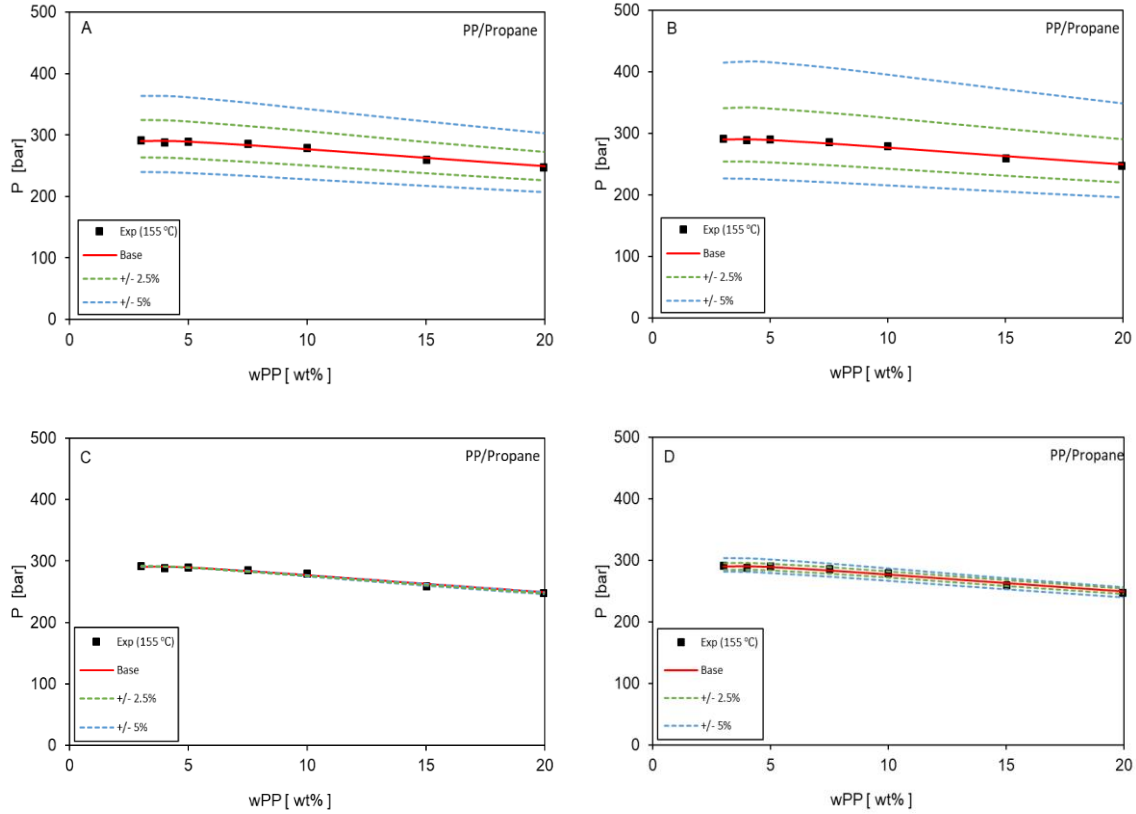 A
PP/Propane
500
400
300
200
100
0
P [bar]
Exp (155 ⁰C)
Base
+/- 2.5%
+/- 5%
0 5 10 15 20
wPP [ wt% ]
B
PP/Propane
500
400
300
200
100
0
P [bar]
Exp (155 ⁰C)
Base
+/- 2.5%
+/- 5%
0 5 10 15 20
wPP [ wt% ]
C
PP/Propane
500
400
300
200
100
0
P [bar]
Exp (155 ⁰C)
Base
+/- 2.5%
+/- 5%
0 5 10 15 20
wPP [ wt% ]
D
PP/Propane
500
400
300
200
100
0
P [bar]
Exp (155 ⁰C)
Base
+/- 2.5%
+/- 5%
0 5 10 15 20
wPP [ wt% ]